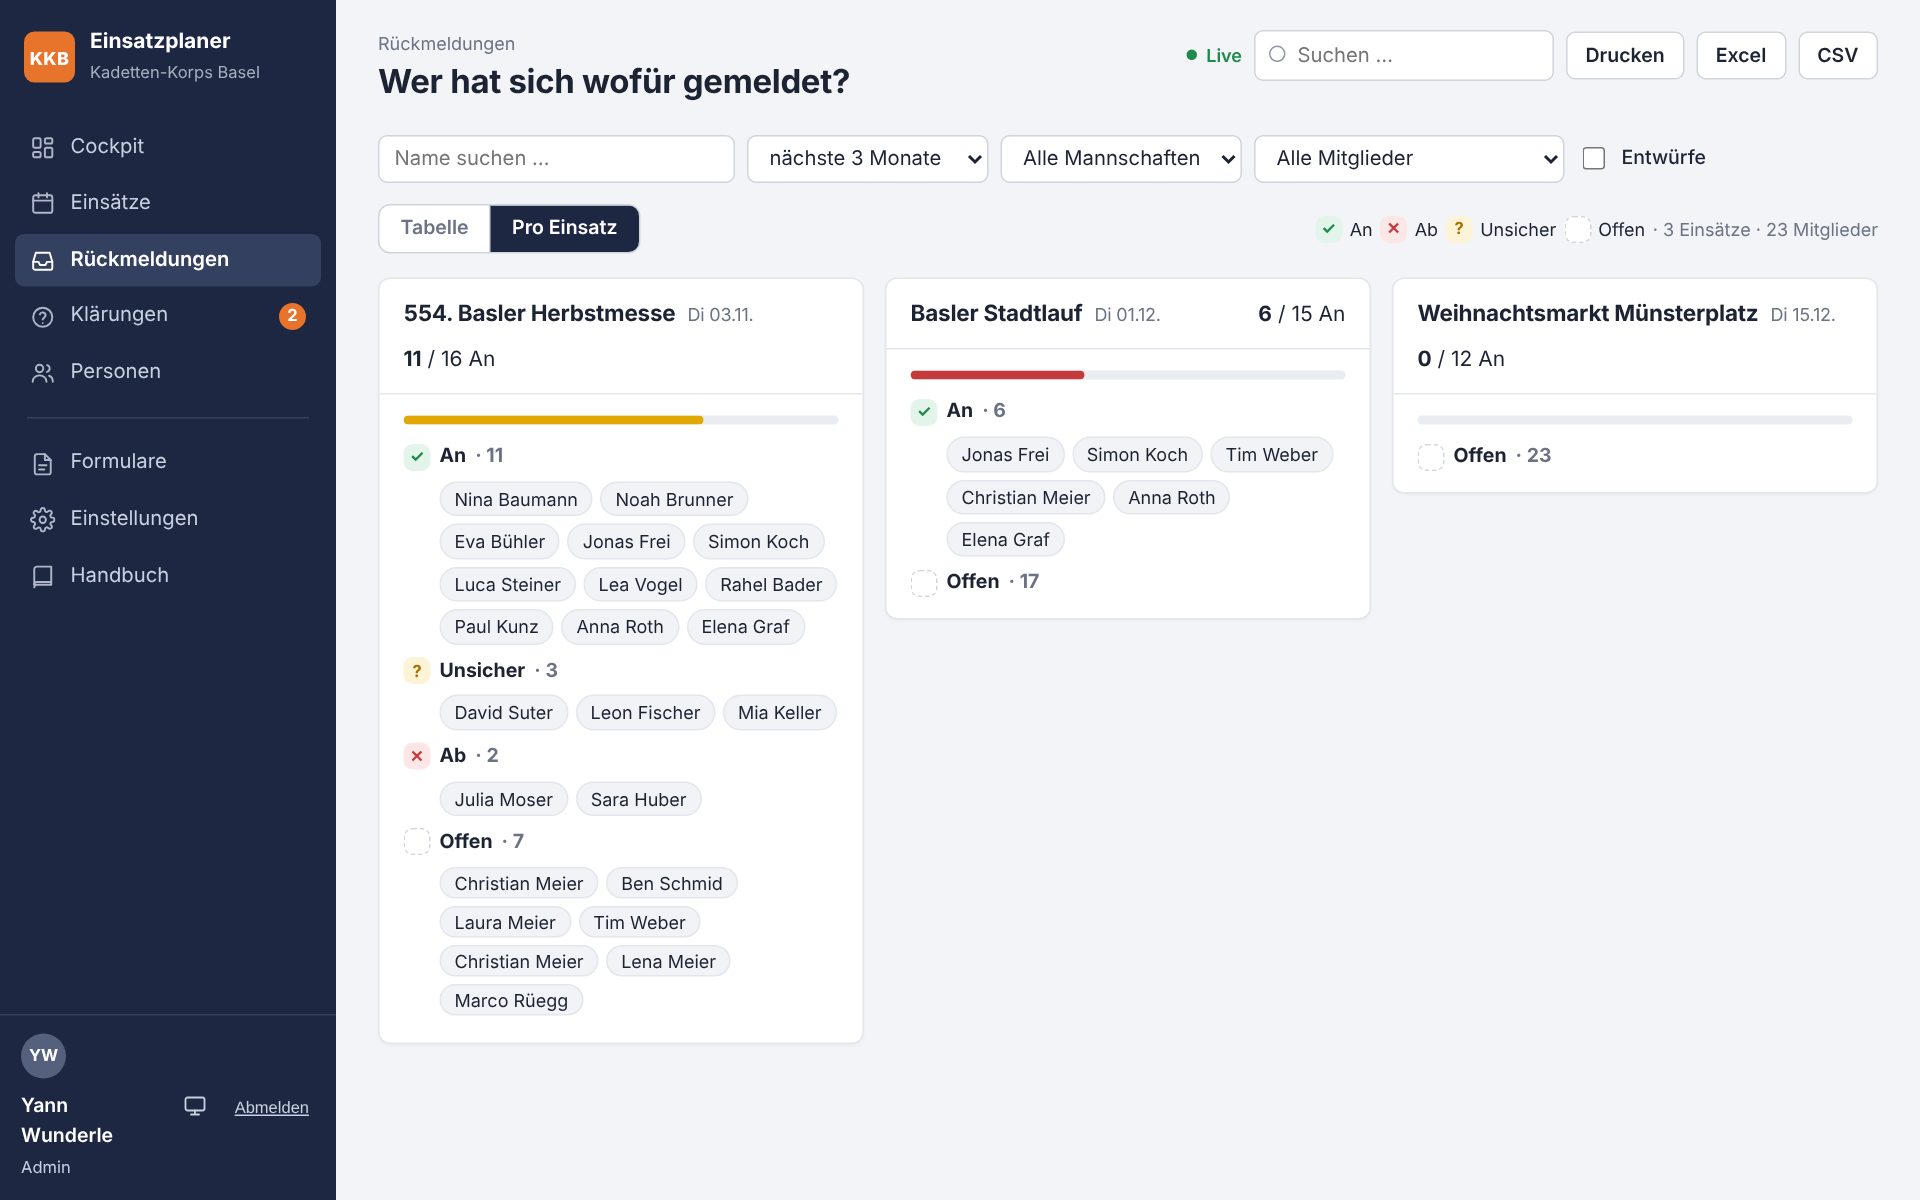 KKB
Einsatzplaner
Kadetten-Korps Basel
Cockpit
Einsätze
Rückmeldungen
Klärungen 2
Personen
Formulare
Einstellungen
Handbuch
YW
Yann
Wunderle
Admin
Abmelden
Rückmeldungen
Wer hat sich wofür gemeldet?
Live
Suchen ...
Drucken
Excel
CSV
Name suchen ...
nächste 3 Monate
Alle Mannschaften
Alle Mitglieder
Entwürfe
Tabelle
Pro Einsatz
✓ An ✕ Ab ? Unsicher Offen · 3 Einsätze · 23 Mitglieder
554. Basler Herbstmesse Di 03.11.
11 / 16 An
✓ An · 11
Nina Baumann Noah Brunner
Eva Bühler Jonas Frei Simon Koch
Luca Steiner Lea Vogel Rahel Bader
Paul Kunz Anna Roth Elena Graf
? Unsicher · 3
David Suter Leon Fischer Mia Keller
✕ Ab · 2
Julia Moser Sara Huber
Offen · 7
Christian Meier Ben Schmid
Laura Meier Tim Weber
Christian Meier Lena Meier
Marco Rüegg
Basler Stadtlauf Di 01.12. 6 / 15 An
✓ An · 6
Jonas Frei Simon Koch Tim Weber
Christian Meier Anna Roth
Elena Graf
Offen · 17
Weihnachtsmarkt Münsterplatz Di 15.12.
0 / 12 An
Offen · 23